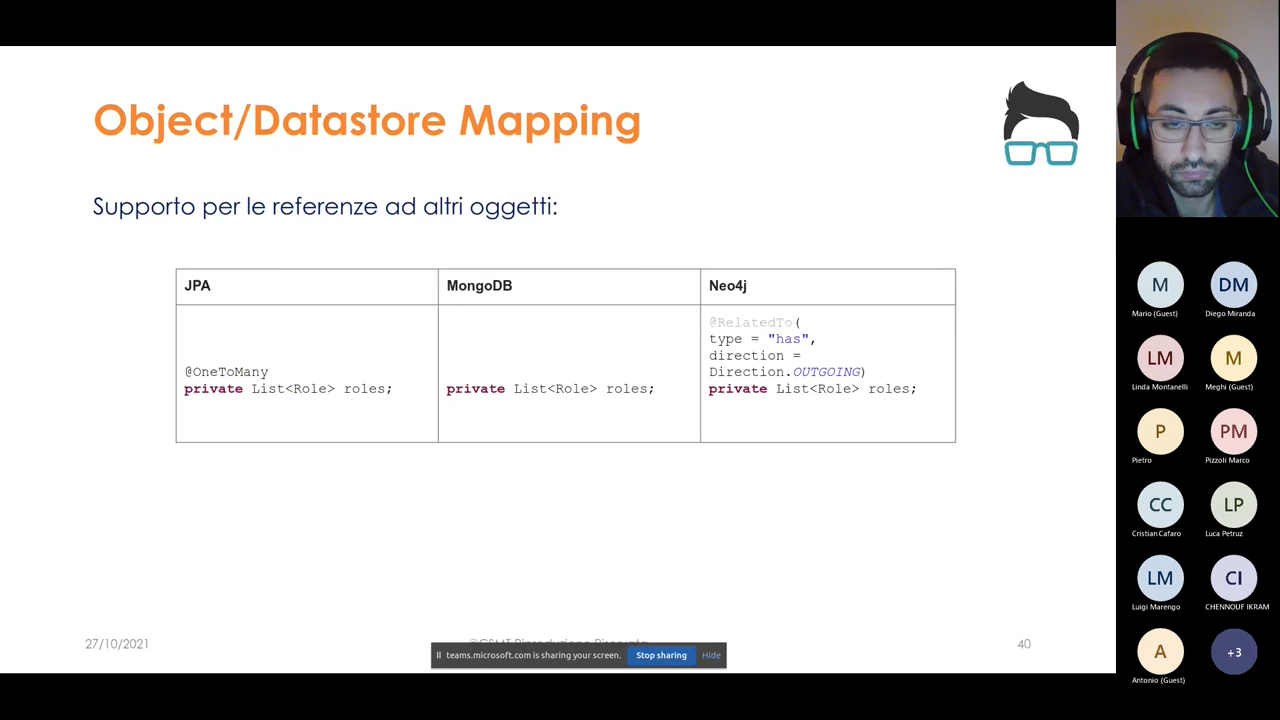 Object/Datastore Mapping
Supporto per le referenze ad altri oggetti:
JPA
MongoDB
Neo4j
@OneToMany
private List<Role> roles;
private List<Role> roles;
@RelatedTo(
type = "has",
direction =
Direction.OUTGOING)
private List<Role> roles;
27/10/2021
40
teams.microsoft.com is sharing your screen.
Stop sharing
Hide
M
Mario (Guest)
DM
Diego Miranda
LM
Linda Montanelli
M
Meghi (Guest)
P
Pietro
PM
Pizzoli Marco
CC
Cristian Cafaro
LP
Luca Petruz
LM
Luigi Marengo
CI
CHENNOUF IKRAM
A
Antonio (Guest)
+3